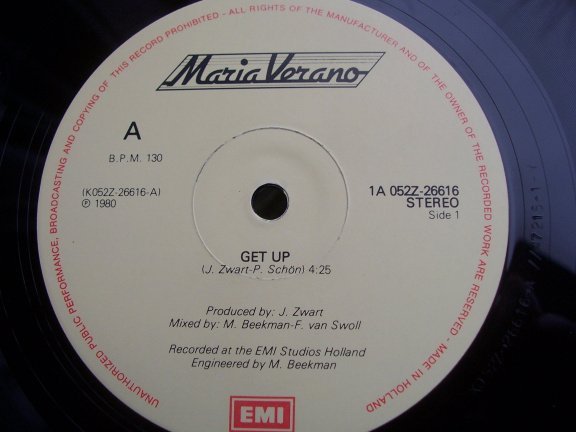 Maria Verano
A
B.P.M. 130
(K052Z-26616-A)
℗ 1980
1A 052Z-26616
STEREO
Side 1
GET UP
(J. Zwart-P. Schön) 4:25
Produced by: J. Zwart
Mixed by: M. Beekman-F. van Swoll
Recorded at the EMI Studios Holland
Engineered by M. Beekman
EMI
UNAUTHORIZED PUBLIC PERFORMANCE, BROADCASTING AND COPYING OF THIS RECORD PROHIBITED - ALL RIGHTS OF THE MANUFACTURER AND OF THE OWNER OF THE RECORDED WORK ARE RESERVED - MADE IN HOLLAND